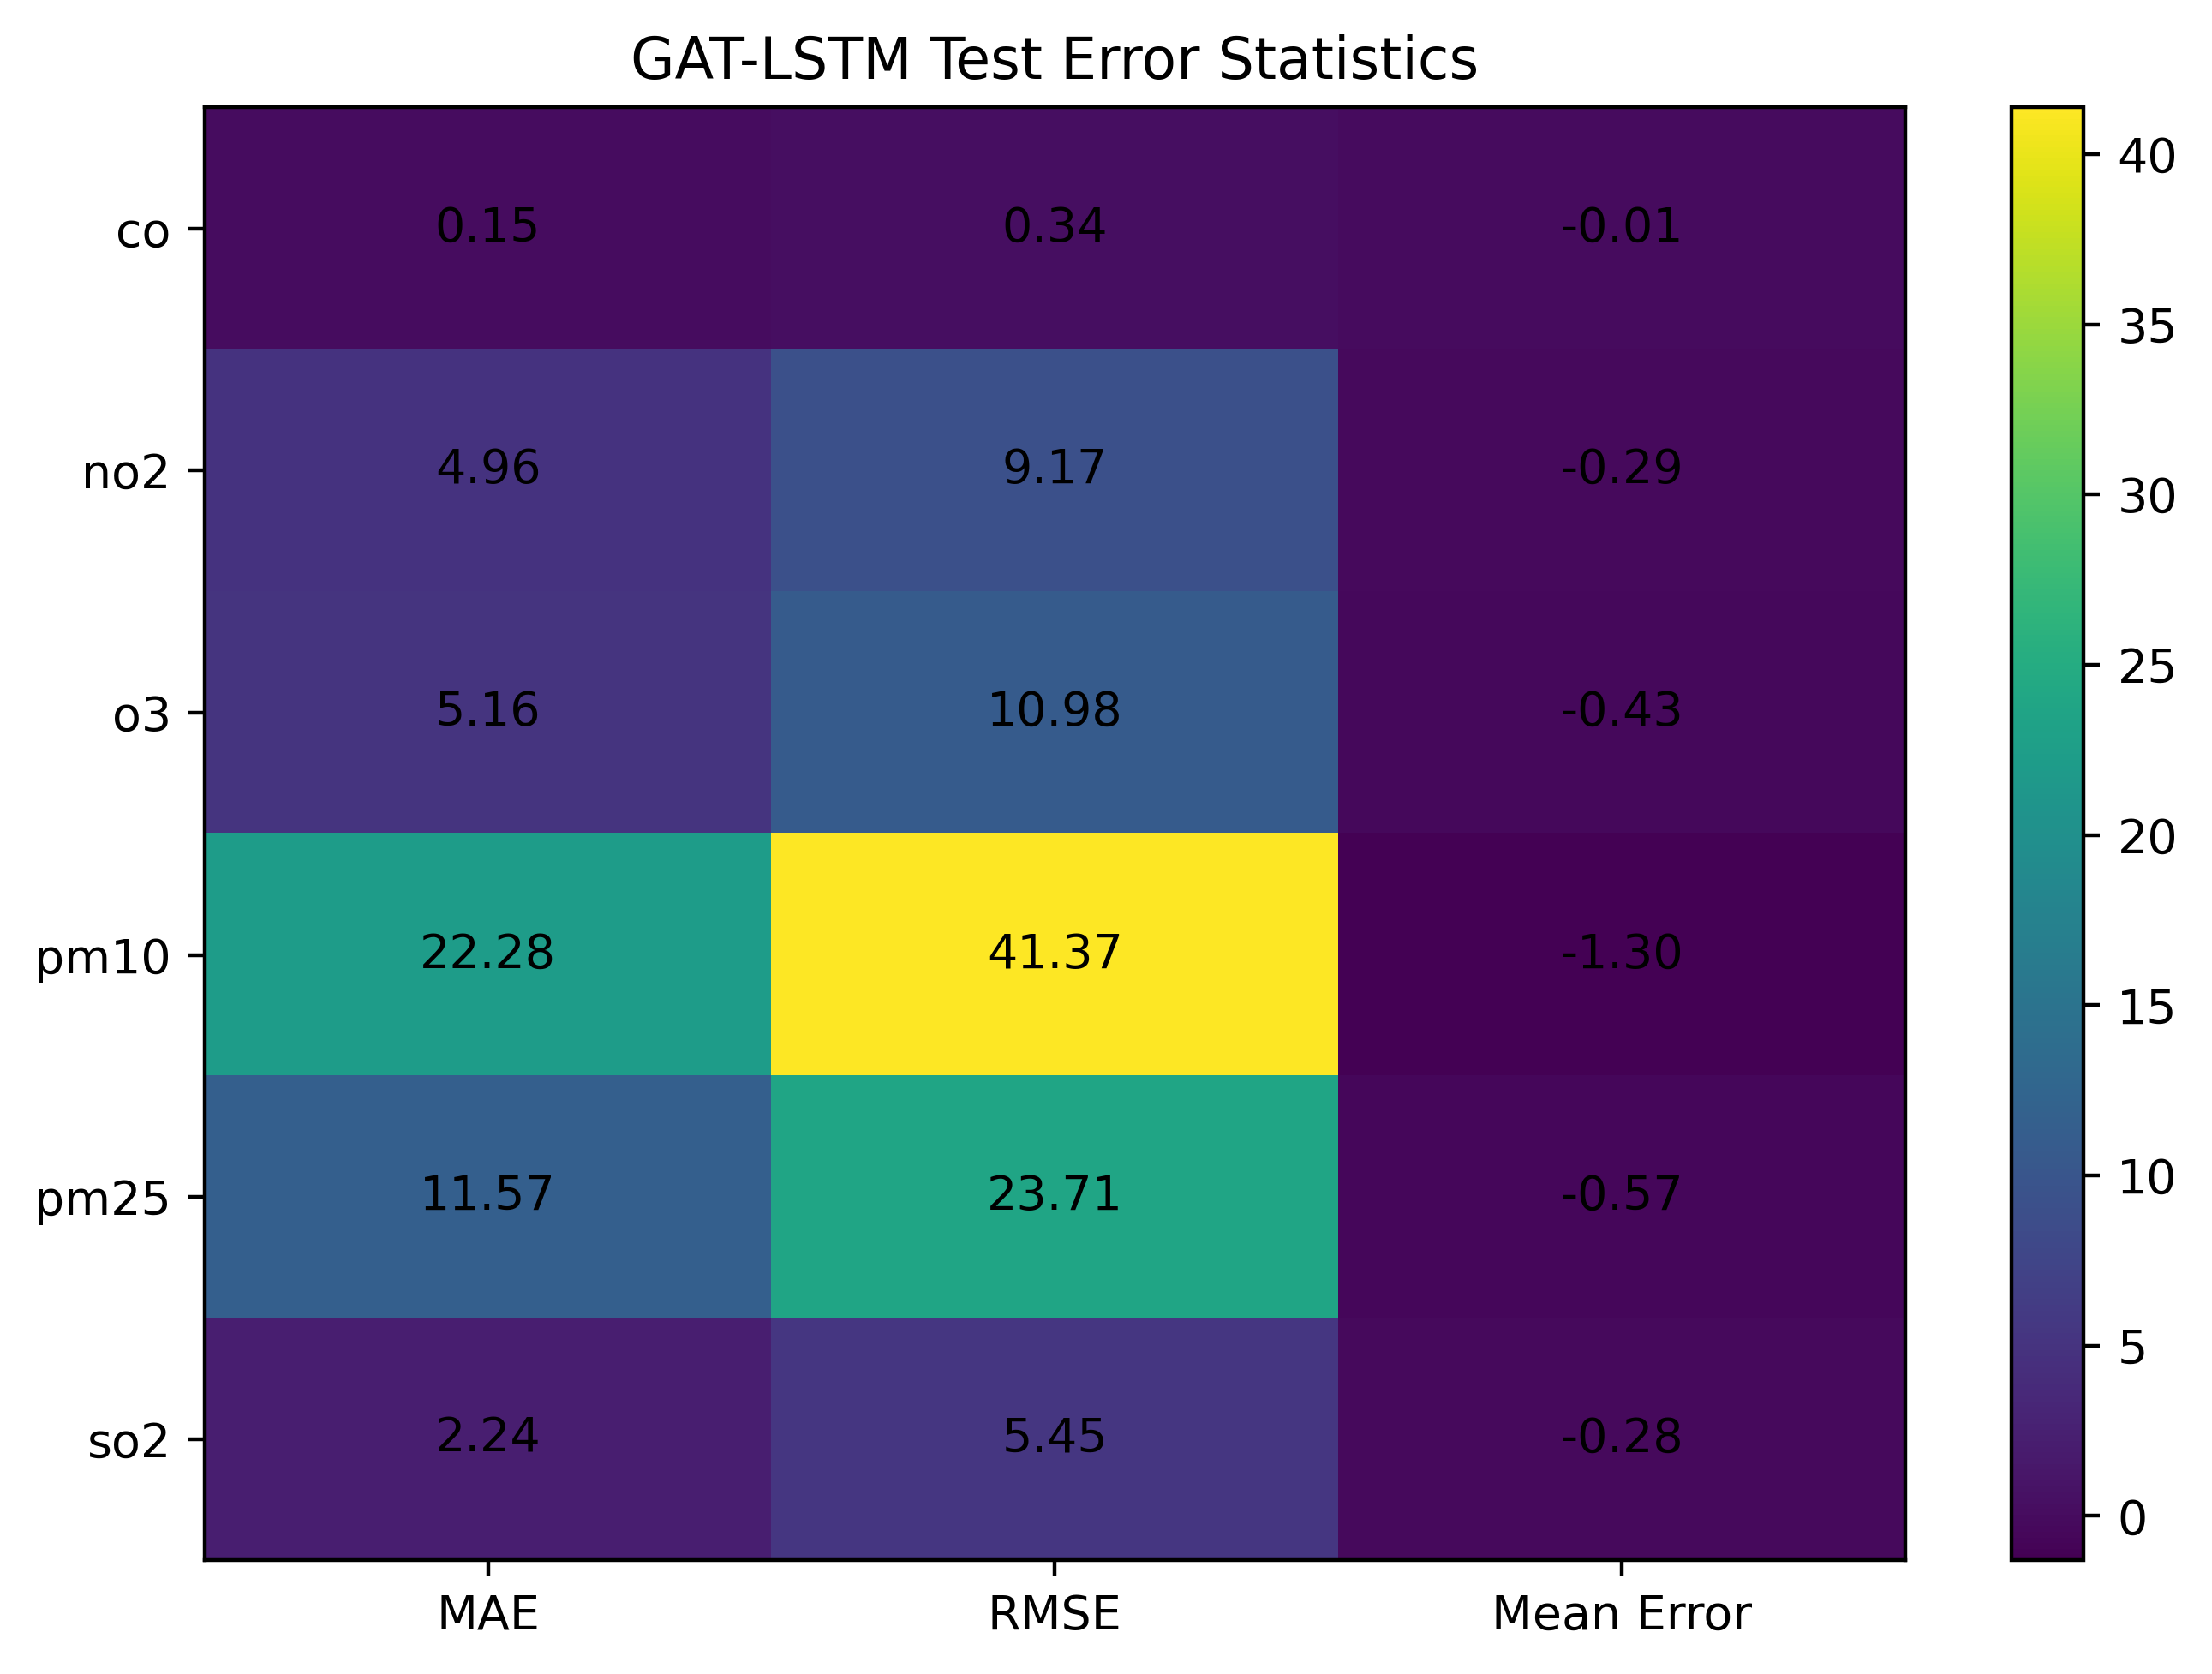 GAT-LSTM Test Error Statistics
co 0.15 0.34 -0.01
no2 4.96 9.17 -0.29
o3 5.16 10.98 -0.43
pm10 22.28 41.37 -1.30
pm25 11.57 23.71 -0.57
so2 2.24 5.45 -0.28
MAE RMSE Mean Error
40
35
30
25
20
15
10
5
0